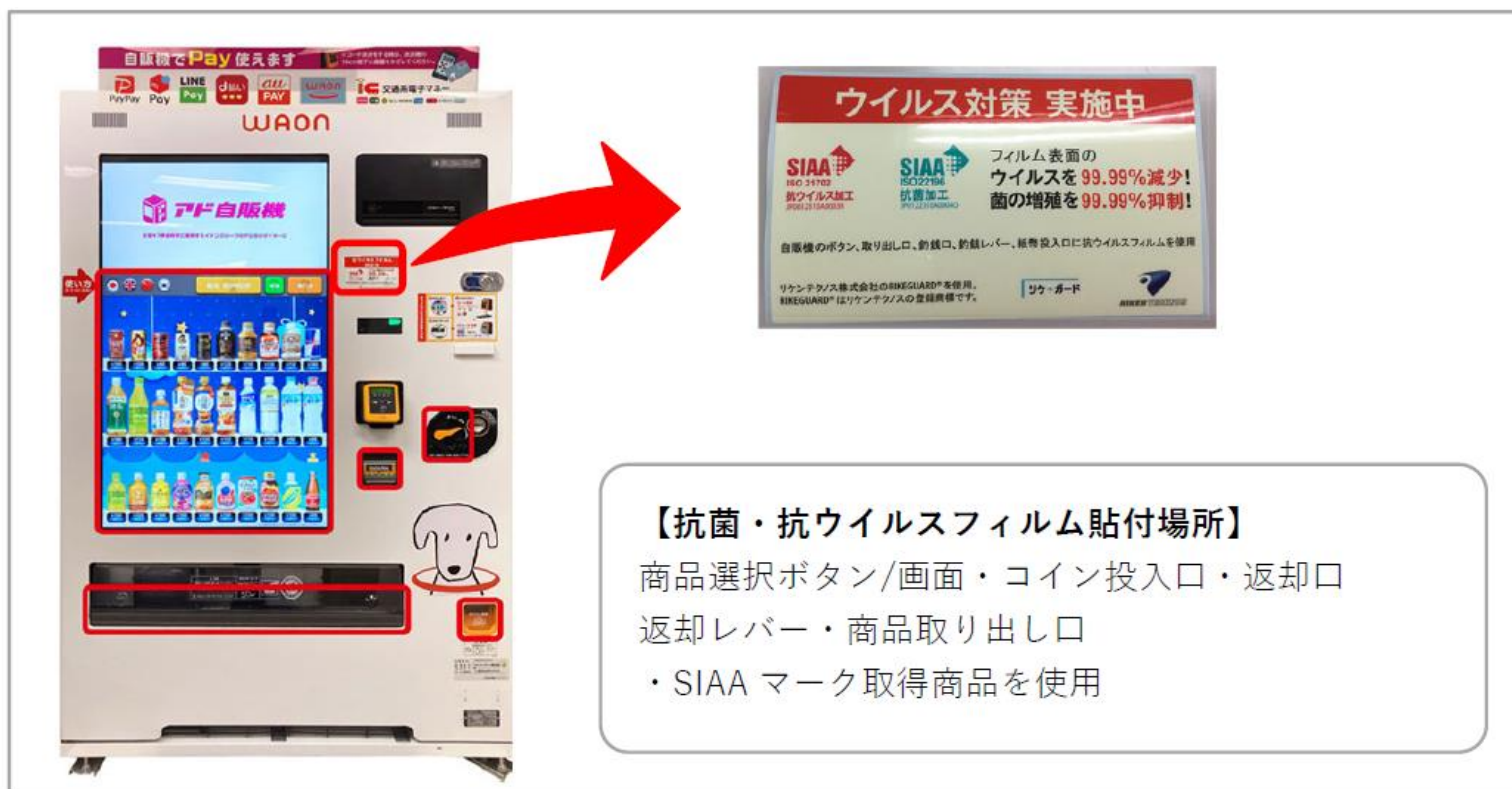 自販機でPay使えます
PayPay
Pay
LINE
Pay
d払い
au
PAY
WAON
交通系電子マネー
WAON
アド自販機
使い方
ウイルス対策 実施中
SIAA
ISO 21702
抗ウイルス加工
SIAA
ISO22196
抗菌加工
フィルム表面の
ウイルスを99.99%減少!
菌の増殖を99.99%抑制!
自販機のボタン、取り出し口、釣銭口、釣銭レバー、紙幣投入口に抗ウイルスフィルムを使用
リケンテクノス株式会社のRIKEGUARD®を使用。
RIKEGUARD®はリケンテクノスの登録商標です。
リケ・ガード
RIKEN TECHNOS
【抗菌・抗ウイルスフィルム貼付場所】
商品選択ボタン/画面・コイン投入口・返却口
返却レバー・商品取り出し口
・SIAA マーク取得商品を使用